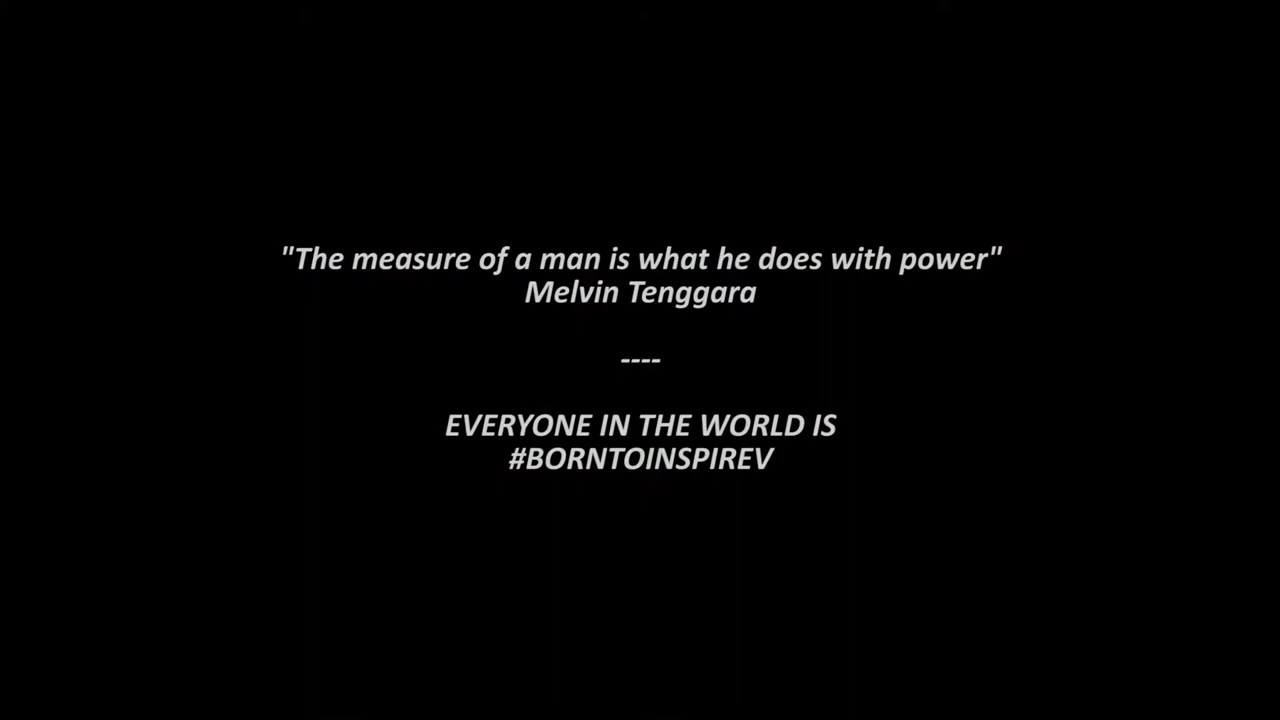 "The measure of a man is what he does with power"
Melvin Tenggara
----
EVERYONE IN THE WORLD IS
#BORNTOINSPIREV